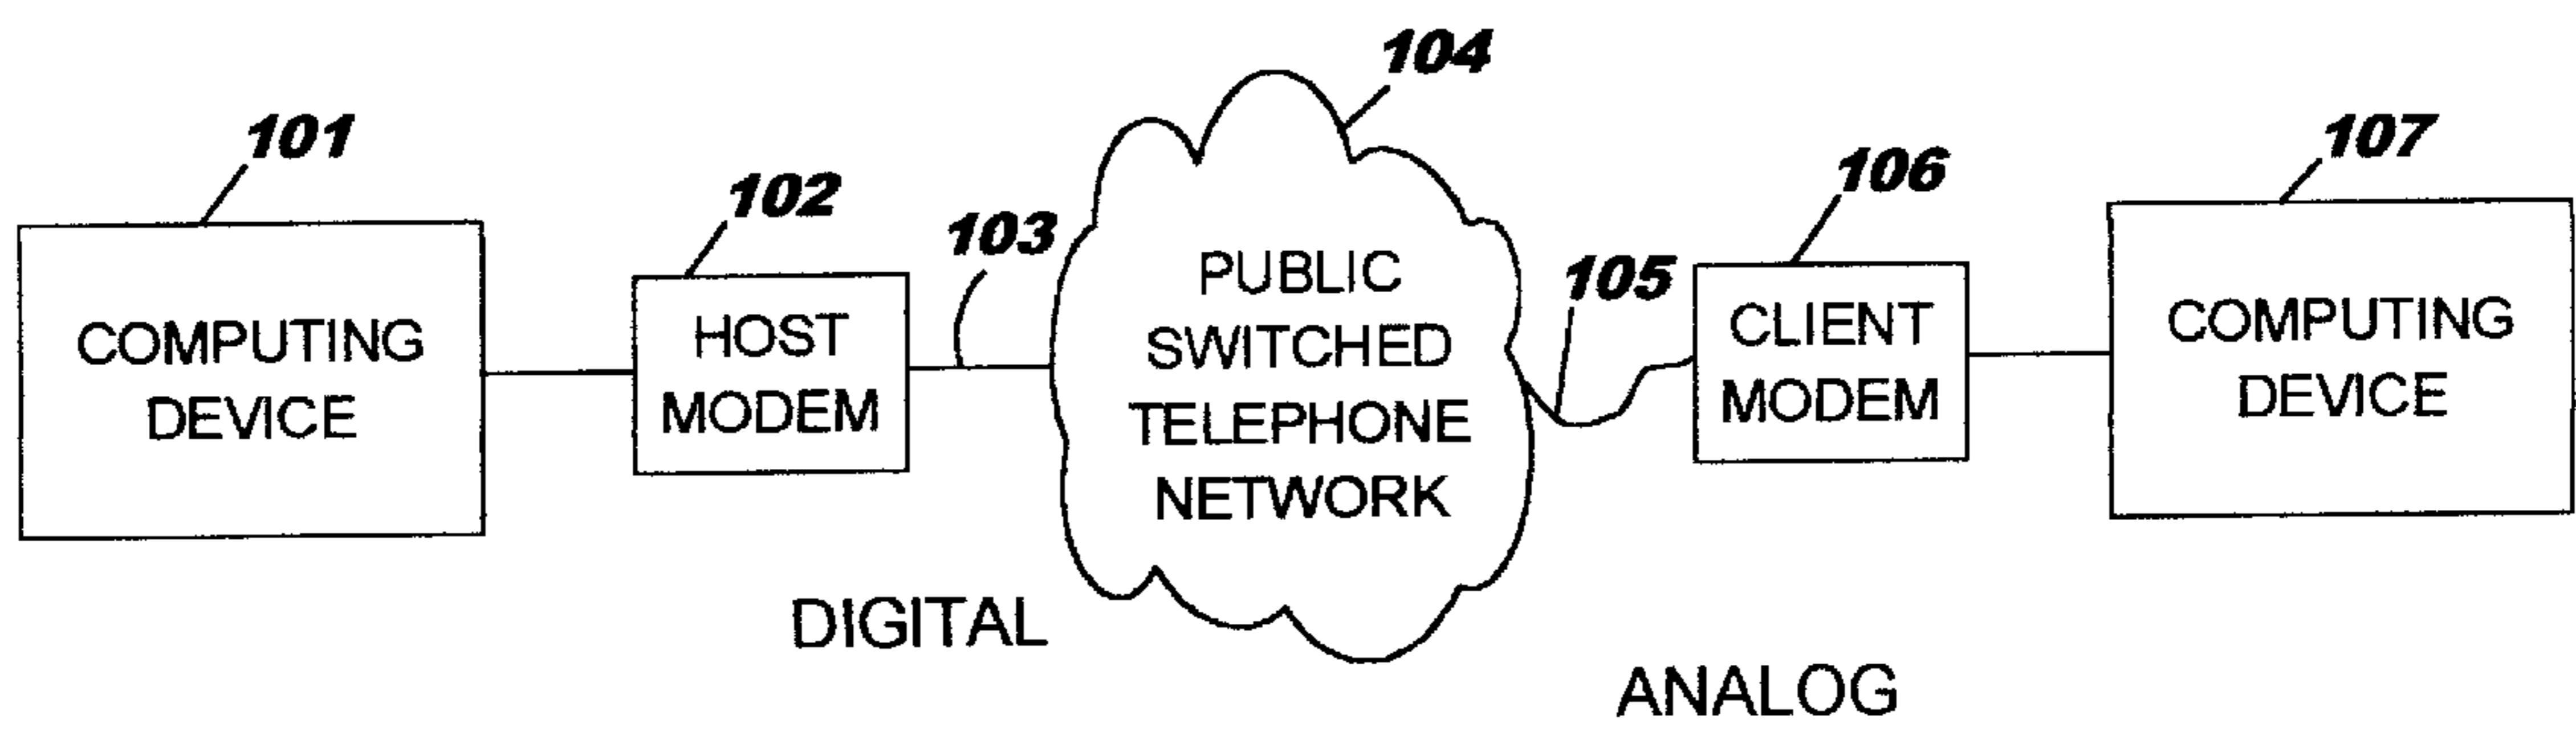 101
COMPUTING
DEVICE
102
HOST
MODEM
103
104
PUBLIC
SWITCHED
TELEPHONE
NETWORK
105
106
CLIENT
MODEM
107
COMPUTING
DEVICE
DIGITAL
ANALOG